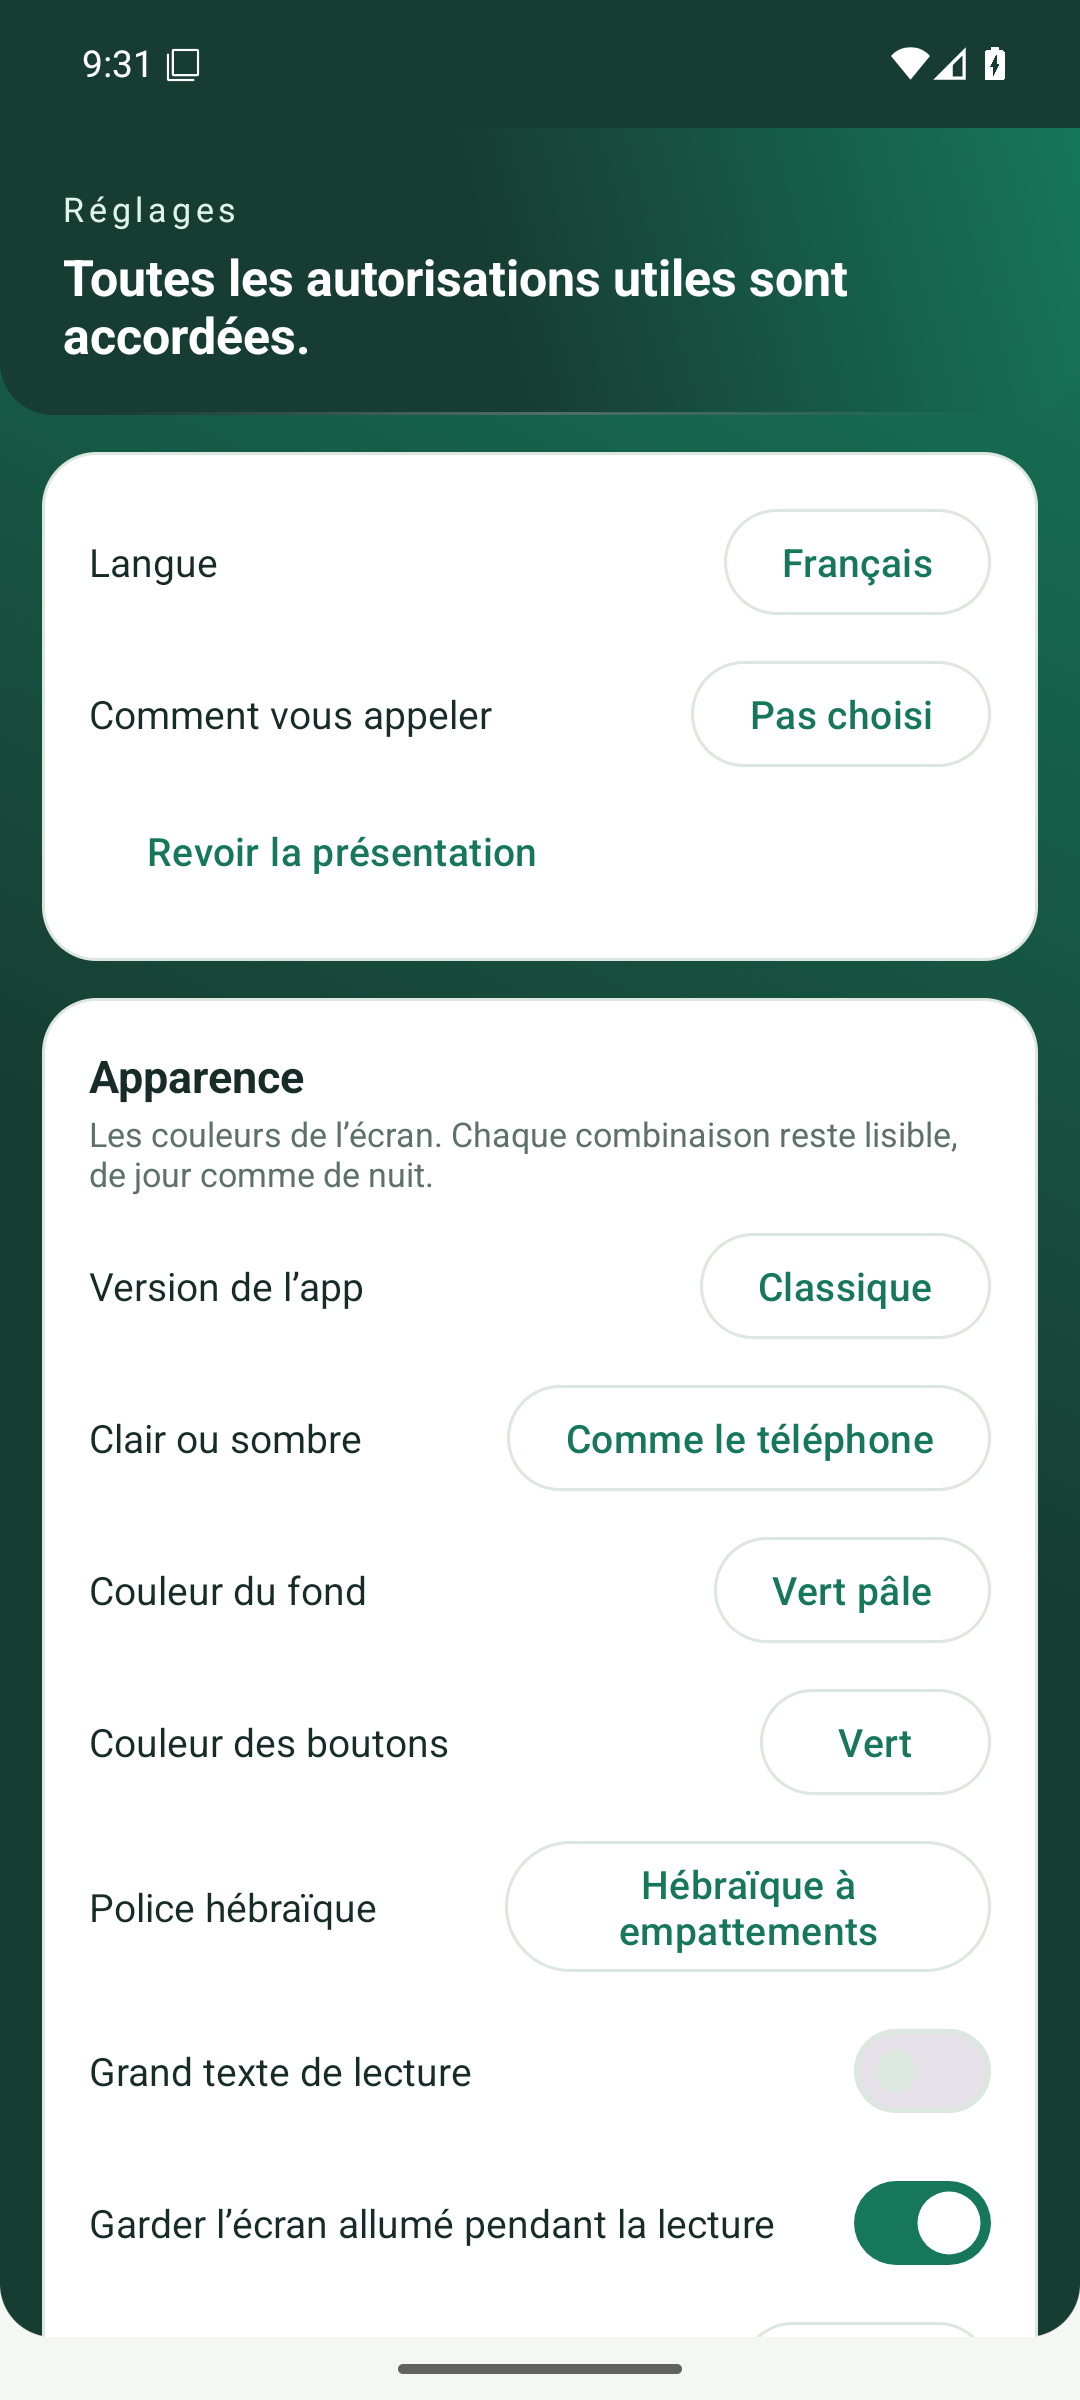 9:31
Réglages
Toutes les autorisations utiles sont
accordées.
Langue
Français
Comment vous appeler
Pas choisi
Revoir la présentation
Apparence
Les couleurs de l’écran. Chaque combinaison reste lisible,
de jour comme de nuit.
Version de l’app
Classique
Clair ou sombre
Comme le téléphone
Couleur du fond
Vert pâle
Couleur des boutons
Vert
Police hébraïque
Hébraïque à
empattements
Grand texte de lecture
Garder l’écran allumé pendant la lecture